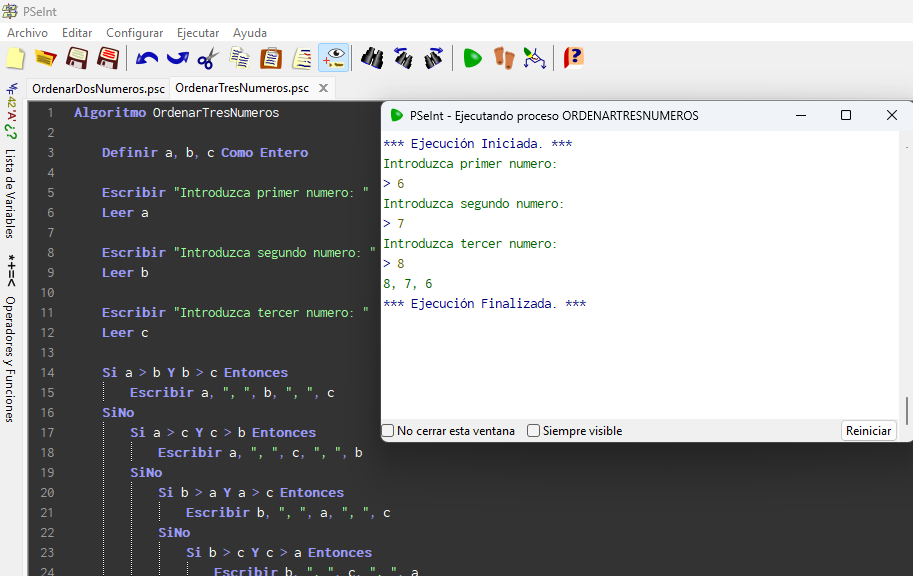 PSeInt
Archivo Editar Configurar Ejecutar Ayuda
OrdenarDosNumeros.psc OrdenarTresNumeros.psc X
Lista de Variables
*+=<
Operadores y Funciones
1 Algoritmo OrdenarTresNumeros
2
3 Definir a, b, c Como Entero
4
5 Escribir "Introduzca primer numero: "
6 Leer a
7
8 Escribir "Introduzca segundo numero: "
9 Leer b
10
11 Escribir "Introduzca tercer numero: "
12 Leer c
13
14 Si a > b Y b > c Entonces
15 Escribir a, ", ", b, ", ", c
16 SiNo
17 Si a > c Y c > b Entonces
18 Escribir a, ", ", c, ", ", b
19 SiNo
20 Si b > a Y a > c Entonces
21 Escribir b, ", ", a, ", ", c
22 SiNo
23 Si b > c Y c > a Entonces
24 Escribir b, ", ", c, ", ", a
PSeInt - Ejecutando proceso ORDENARTRESNUMEROS
*** Ejecución Iniciada. ***
Introduzca primer numero:
> 6
Introduzca segundo numero:
> 7
Introduzca tercer numero:
> 8
8, 7, 6
*** Ejecución Finalizada. ***
No cerrar esta ventana Siempre visible Reiniciar